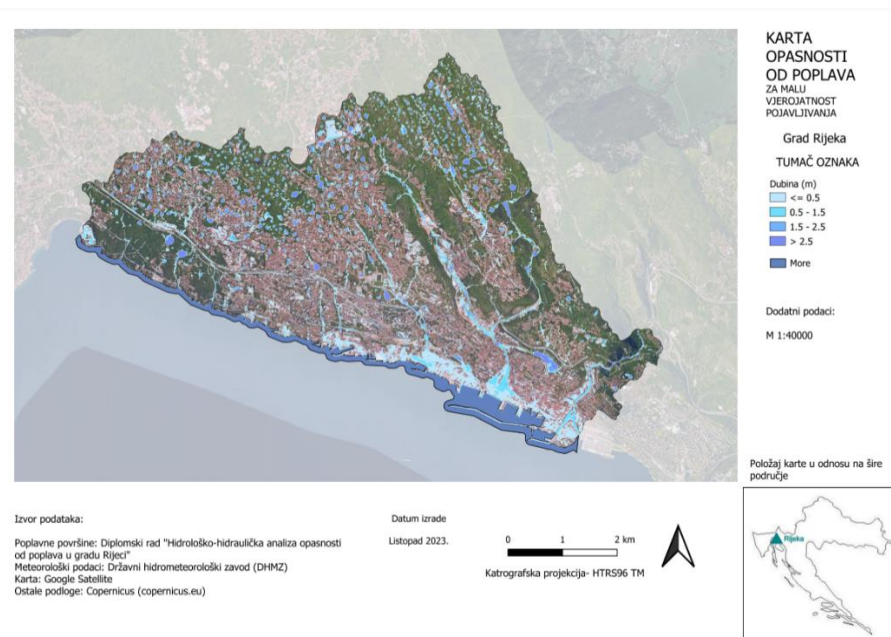 KARTA
OPASNOSTI
OD POPLAVA
ZA MALU
VJEROJATNOST
POJAVLJIVANJA
Grad Rijeka
TUMAČ OZNAKA
Dubina (m)
<= 0.5
0.5 - 1.5
1.5 - 2.5
> 2.5
More
Dodatni podaci:
M 1:40000
Položaj karte u odnosu na šire
područje
Rijeka
Izvor podataka:
Poplavne površine: Diplomski rad "Hidrološko-hidraulička analiza opasnosti
od poplava u gradu Rijeci"
Meteorološki podaci: Državni hidrometeorološki zavod (DHMZ)
Karta: Google Satellite
Ostale podloge: Copernicus (copernicus.eu)
Datum izrade
Listopad 2023.
0 1 2 km
Katrografska projekcija- HTRS96 TM